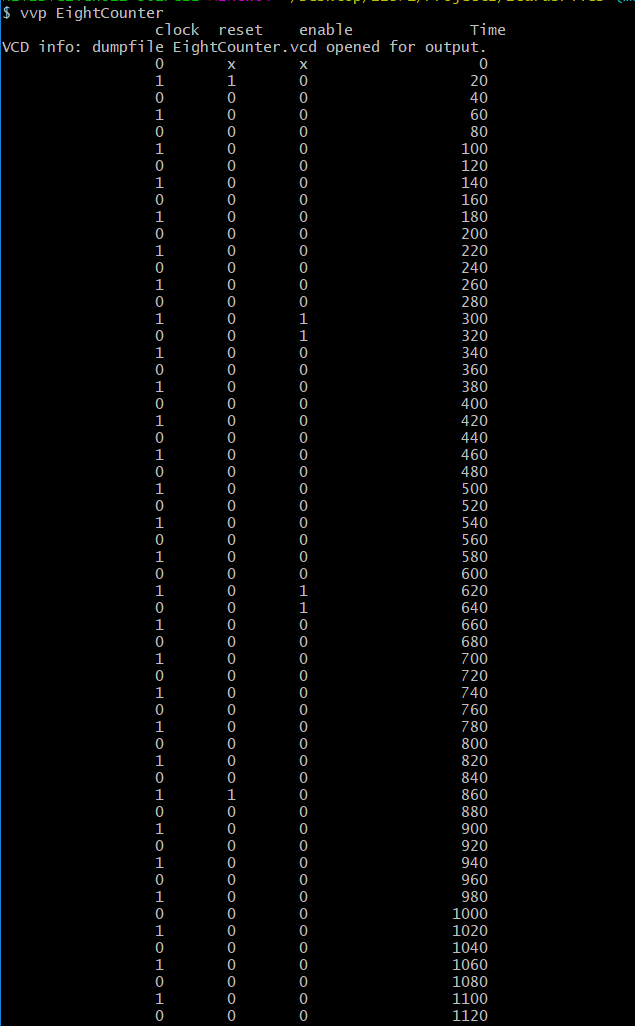 $ vvp EightCounter
clock reset enable Time
VCD info: dumpfile EightCounter.vcd opened for output.
0 x x 0
1 1 0 20
0 0 0 40
1 0 0 60
0 0 0 80
1 0 0 100
0 0 0 120
1 0 0 140
0 0 0 160
1 0 0 180
0 0 0 200
1 0 0 220
0 0 0 240
1 0 0 260
0 0 0 280
1 0 1 300
0 0 1 320
1 0 0 340
0 0 0 360
1 0 0 380
0 0 0 400
1 0 0 420
0 0 0 440
1 0 0 460
0 0 0 480
1 0 0 500
0 0 0 520
1 0 0 540
0 0 0 560
1 0 0 580
0 0 0 600
1 0 1 620
0 0 1 640
1 0 0 660
0 0 0 680
1 0 0 700
0 0 0 720
1 0 0 740
0 0 0 760
1 0 0 780
0 0 0 800
1 0 0 820
0 0 0 840
1 1 0 860
0 0 0 880
1 0 0 900
0 0 0 920
1 0 0 940
0 0 0 960
1 0 0 980
0 0 0 1000
1 0 0 1020
0 0 0 1040
1 0 0 1060
0 0 0 1080
1 0 0 1100
0 0 0 1120